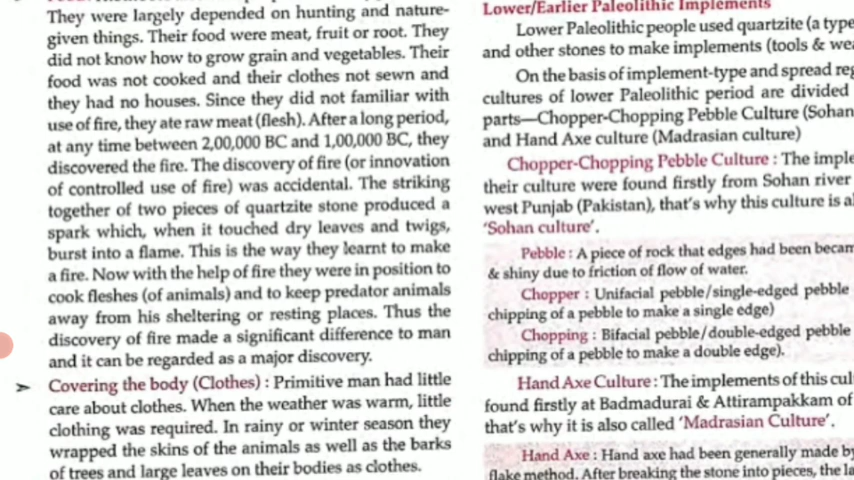 They were largely depended on hunting and nature-
given things. Their food were meat, fruit or root. They
did not know how to grow grain and vegetables. Their
food was not cooked and their clothes not sewn and
they had no houses. Since they did not familiar with
use of fire, they ate raw meat (flesh). After a long period,
at any time between 2,00,000 BC and 1,00,000 BC, they
discovered the fire. The discovery of fire (or innovation
of controlled use of fire) was accidental. The striking
together of two pieces of quartzite stone produced a
spark which, when it touched dry leaves and twigs,
burst into a flame. This is the way they learnt to make
a fire. Now with the help of fire they were in position to
cook fleshes (of animals) and to keep predator animals
away from his sheltering or resting places. Thus the
discovery of fire made a significant difference to man
and it can be regarded as a major discovery.
➢ Covering the body (Clothes) : Primitive man had little
care about clothes. When the weather was warm, little
clothing was required. In rainy or winter season they
wrapped the skins of the animals as well as the barks
of trees and large leaves on their bodies as clothes.
Lower/Earlier Paleolithic Implements
Lower Paleolithic people used quartzite (a type
and other stones to make implements (tools &
On the basis of implement-type and spread
cultures of lower Paleolithic period are divided
parts—Chopper-Chopping Pebble Culture (Sohan
and Hand Axe culture (Madrasian culture)
Chopper-Chopping Pebble Culture : The
their culture were found firstly from Sohan river
west Punjab (Pakistan), that's why this culture is
'Sohan culture'.
Pebble : A piece of rock that edges had been
& shiny due to friction of flow of water.
Chopper : Unifacial pebble/single-edged pebble
chipping of a pebble to make a single edge)
Chopping : Bifacial pebble/double-edged pebble
chipping of a pebble to make a double edge).
Hand Axe Culture : The implements of this
found firstly at Badmadurai & Attirampakkam of
that's why it is also called 'Madrasian Culture'.
Hand Axe : Hand axe had been generally made by
flake method. After breaking the stone into pieces, the